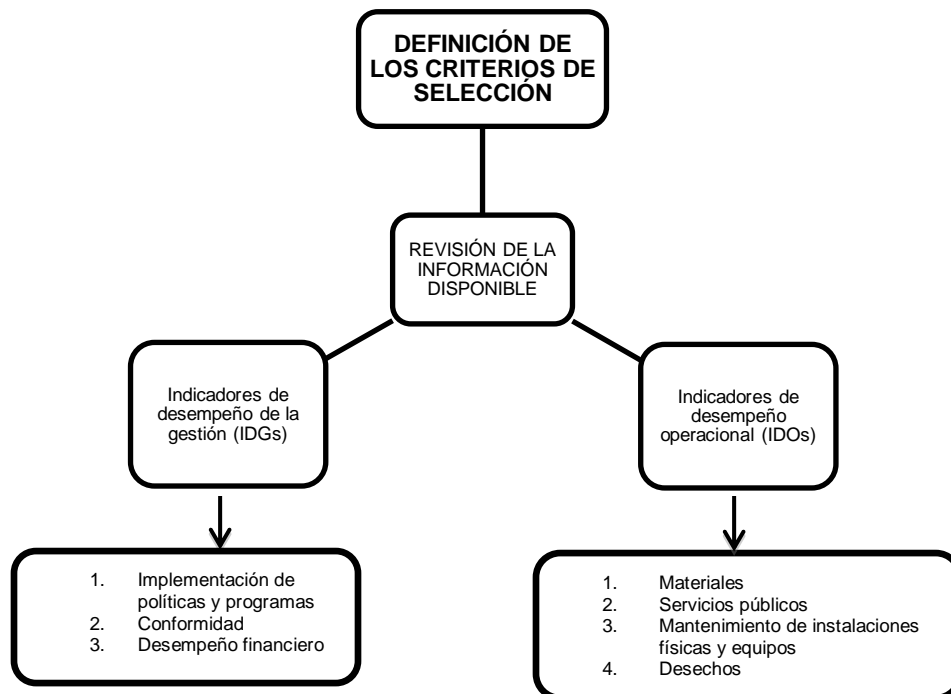 DEFINICIÓN DE
LOS CRITERIOS DE
SELECCIÓN
REVISIÓN DE LA
INFORMACIÓN
DISPONIBLE
Indicadores de
desempeño de la
gestión (IDGs)
Indicadores de
desempeño
operacional (IDOs)
1. Implementación de
políticas y programas
2. Conformidad
3. Desempeño financiero
1. Materiales
2. Servicios públicos
3. Mantenimiento de instalaciones
físicas y equipos
4. Desechos